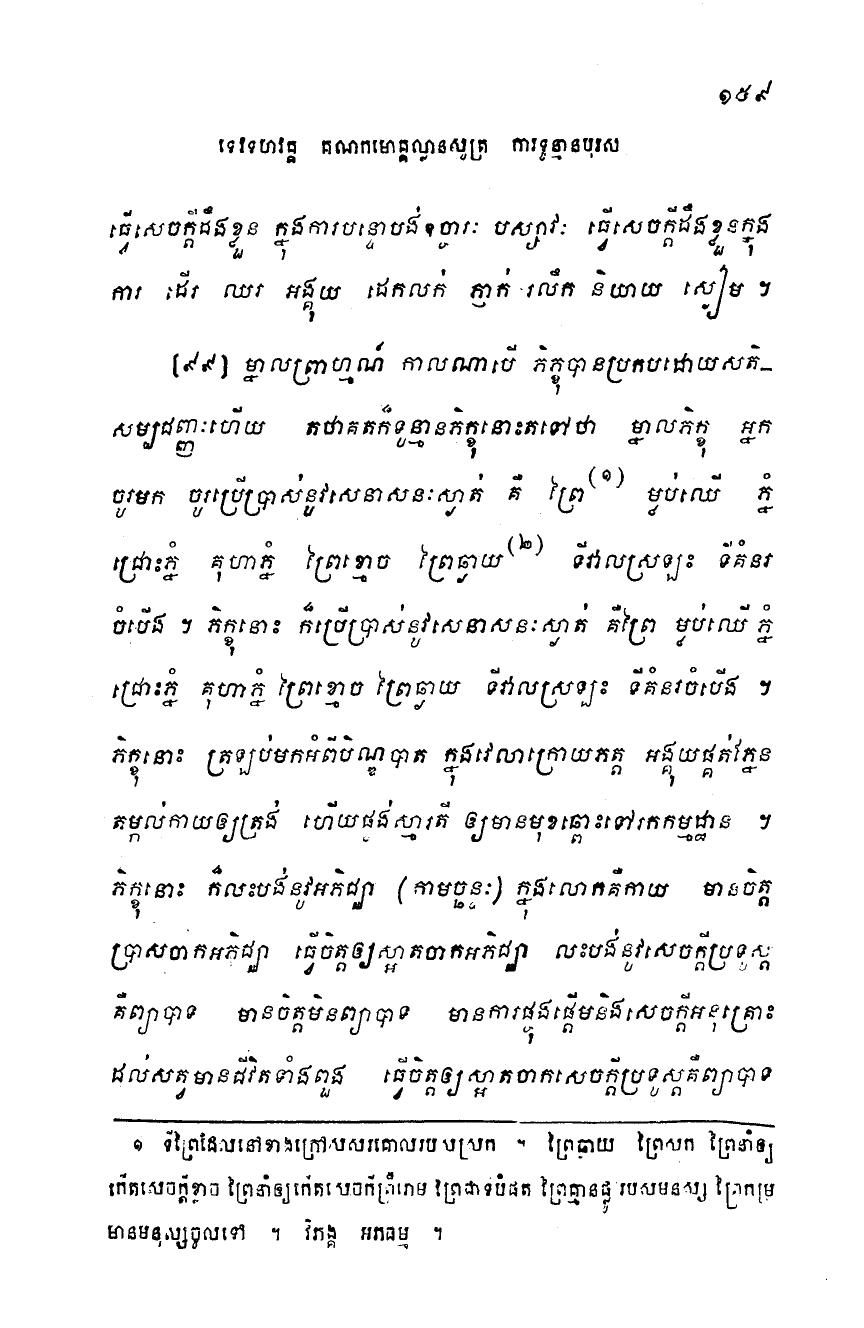 ១៥៩
ទេវទហវគ្គ គណកមោគ្គល្លានសូត្រ ការទូន្មានបុរស
ធ្វើសេចក្តីដឹងខ្លួន ក្នុងការបន្ទោបង់ឧច្ចារៈ បស្សាវៈ ធ្វើសេចក្តីដឹងខ្លួនក្នុង
ការ ដើរ ឈរ អង្គុយ ដេកលក់ ភ្ញាក់ រលឹក និយាយ ស្ងៀម ។
[៩៩] ម្នាលព្រាហ្មណ៍ កាលណាបើ ភិក្ខុបានប្រកបដោយសតិ–
សម្បជញ្ញៈហើយ តថាគតក៏ទូន្មានភិក្ខុនោះតទៅថា ម្នាលភិក្ខុ អ្នក
ចូរមក ចូរប្រើប្រាស់នូវសេនាសនៈស្ងាត់ គឺ ព្រៃ(១) ម្លប់ឈើ ភ្នំ
ជ្រោះភ្នំ គុហាភ្នំ ព្រៃខ្មោច ព្រៃឆ្ងាយ(២) ទីវាលស្រឡះ ទីគំនរ
ចំបើង ។ ភិក្ខុនោះ ក៏ប្រើប្រាស់នូវសេនាសនៈស្ងាត់ គឺព្រៃ ម្លប់ឈើ ភ្នំ
ជ្រោះភ្នំ គុហាភ្នំ ព្រៃខ្មោច ព្រៃឆ្ងាយ ទីវាលស្រឡះ ទីគំនរចំបើង ។
ភិក្ខុនោះ ត្រឡប់មកអំពីបិណ្ឌបាត ក្នុងវេលាក្រោយភត្ត អង្គុយផ្គត់ភ្នែន
តម្កល់កាយឲ្យត្រង់ ហើយផ្ចង់ស្មារតី ឲ្យមានមុខឆ្ពោះទៅរកកម្មដ្ឋាន ។
ភិក្ខុនោះ ក៏លះបង់នូវអភិជ្ឈា (កាមច្ឆន្ទៈ) ក្នុងលោកគឺកាយ មានចិត្ត
ប្រាសចាកអភិជ្ឈា ធ្វើចិត្តឲ្យស្អាតចាកអភិជ្ឈា លះបង់នូវសេចក្តីប្រទូស្ត
គឺព្យាបាទ មានចិត្តមិនព្យាបាទ មានការផ្ចុងផ្តើមនិងសេចក្តីអនុគ្រោះ
ដល់សត្វមានជីវិតទាំងពួង ធ្វើចិត្តឲ្យស្អាតចាកសេចក្តីប្រទូស្តគឺព្យាបាទ
១ ទីព្រៃដែលនៅខាងក្រៅសសរគោលរបស់ស្រុក ។ ព្រៃឆ្ងាយ ព្រៃសក ព្រៃនាំឲ្យ
កើតសេចក្តីខ្លាច ព្រៃនាំឲ្យកើតសេចក្តីព្រឺរោម ព្រៃជាទីបំផុត ព្រៃគ្មានផ្លូវរបស់មនុស្ស ព្រៃកម្រ
មានមនុស្សចូលទៅ ។ វិភង្គ អភិធម្ម ។